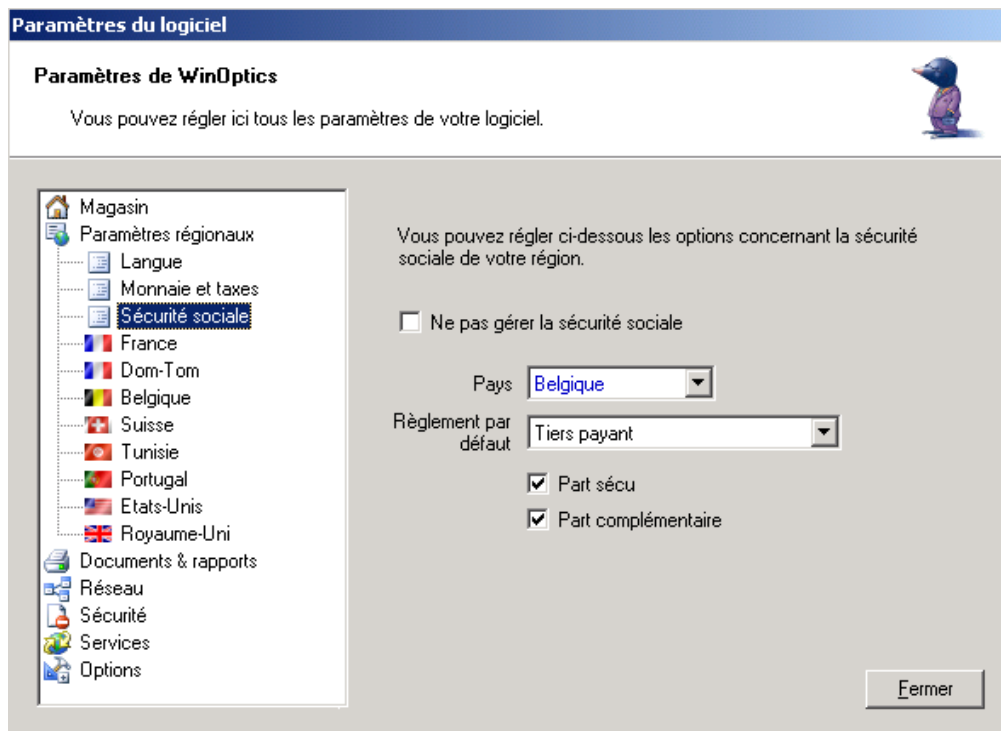 Paramètres du logiciel
Paramètres de WinOptics
Vous pouvez régler ici tous les paramètres de votre logiciel.
Magasin
Paramètres régionaux
Langue
Monnaie et taxes
Sécurité sociale
France
Dom-Tom
Belgique
Suisse
Tunisie
Portugal
Etats-Unis
Royaume-Uni
Documents & rapports
Réseau
Sécurité
Services
Options
Vous pouvez régler ci-dessous les options concernant la sécurité
sociale de votre région.
Ne pas gérer la sécurité sociale
Pays Belgique
Règlement par
défaut Tiers payant
Part sécu
Part complémentaire
Fermer